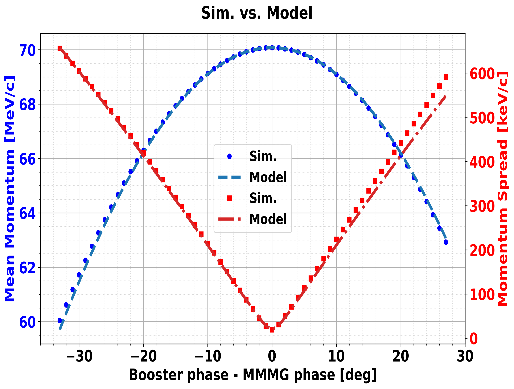 Sim. vs. Model
Mean Momentum [MeV/c]
70
68
66
64
62
60
Sim.
Model
Sim.
Model
600
500
400
300
200
100
0
Momentum Spread [keV/c]
−30 −20 −10 0 10 20 30
Booster phase - MMMG phase [deg]